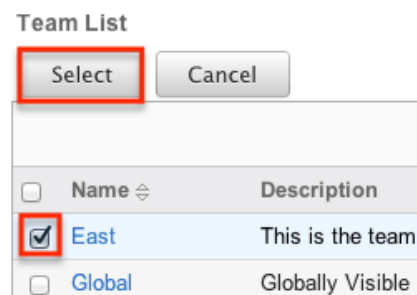 Team List
Select Cancel
Name Description
East This is the team
Global Globally Visible